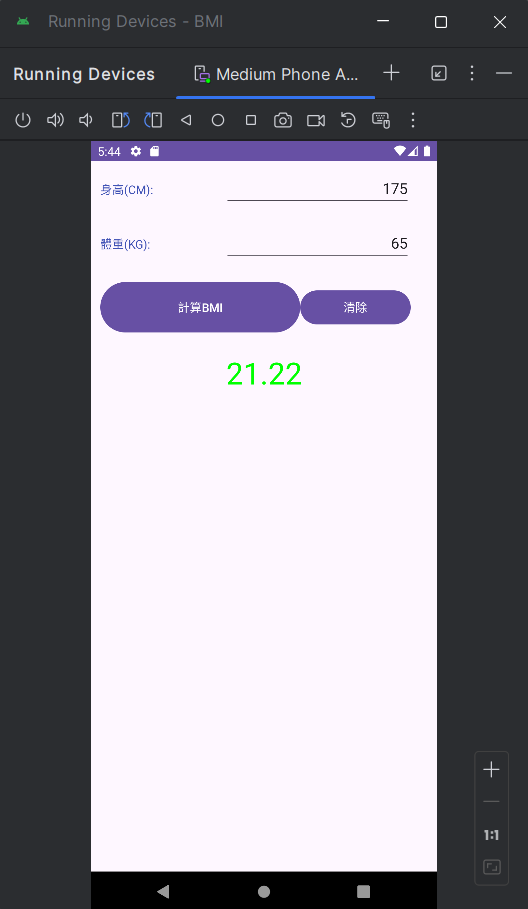 Running Devices - BMI
Running Devices
Medium Phone A...
5:44
身高(CM):
175
體重(KG):
65
計算BMI
清除
21.22
1:1